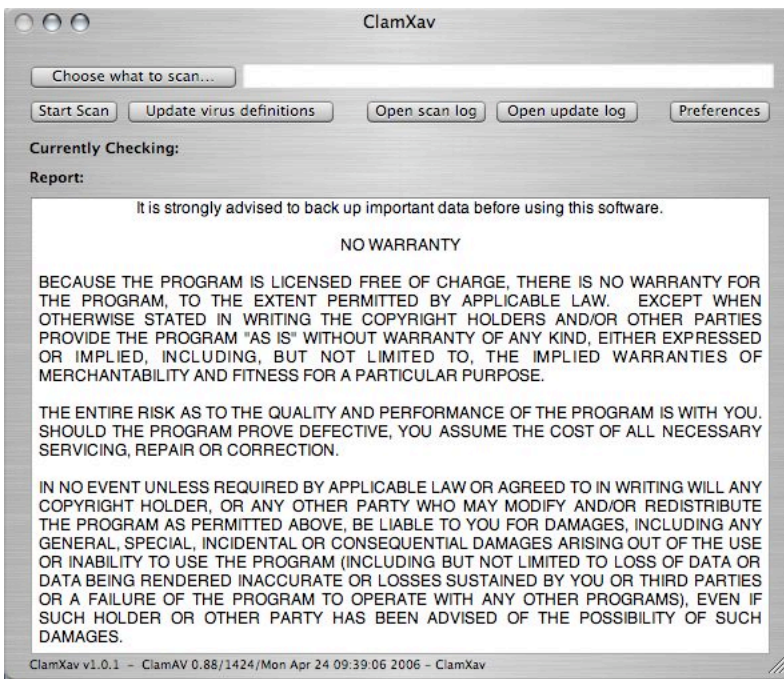 ClamXav
Choose what to scan...
Start Scan Update virus definitions Open scan log Open update log Preferences
Currently Checking:
Report:
It is strongly advised to back up important data before using this software.
NO WARRANTY
BECAUSE THE PROGRAM IS LICENSED FREE OF CHARGE, THERE IS NO WARRANTY FOR
THE PROGRAM, TO THE EXTENT PERMITTED BY APPLICABLE LAW. EXCEPT WHEN
OTHERWISE STATED IN WRITING THE COPYRIGHT HOLDERS AND/OR OTHER PARTIES
PROVIDE THE PROGRAM "AS IS" WITHOUT WARRANTY OF ANY KIND, EITHER EXPRESSED
OR IMPLIED, INCLUDING, BUT NOT LIMITED TO, THE IMPLIED WARRANTIES OF
MERCHANTABILITY AND FITNESS FOR A PARTICULAR PURPOSE.
THE ENTIRE RISK AS TO THE QUALITY AND PERFORMANCE OF THE PROGRAM IS WITH YOU.
SHOULD THE PROGRAM PROVE DEFECTIVE, YOU ASSUME THE COST OF ALL NECESSARY
SERVICING, REPAIR OR CORRECTION.
IN NO EVENT UNLESS REQUIRED BY APPLICABLE LAW OR AGREED TO IN WRITING WILL ANY
COPYRIGHT HOLDER, OR ANY OTHER PARTY WHO MAY MODIFY AND/OR REDISTRIBUTE
THE PROGRAM AS PERMITTED ABOVE, BE LIABLE TO YOU FOR DAMAGES, INCLUDING ANY
GENERAL, SPECIAL, INCIDENTAL OR CONSEQUENTIAL DAMAGES ARISING OUT OF THE USE
OR INABILITY TO USE THE PROGRAM (INCLUDING BUT NOT LIMITED TO LOSS OF DATA OR
DATA BEING RENDERED INACCURATE OR LOSSES SUSTAINED BY YOU OR THIRD PARTIES
OR A FAILURE OF THE PROGRAM TO OPERATE WITH ANY OTHER PROGRAMS), EVEN IF
SUCH HOLDER OR OTHER PARTY HAS BEEN ADVISED OF THE POSSIBILITY OF SUCH
DAMAGES.
ClamXav v1.0.1 – ClamAV 0.88/1424/Mon Apr 24 09:39:06 2006 – ClamXav